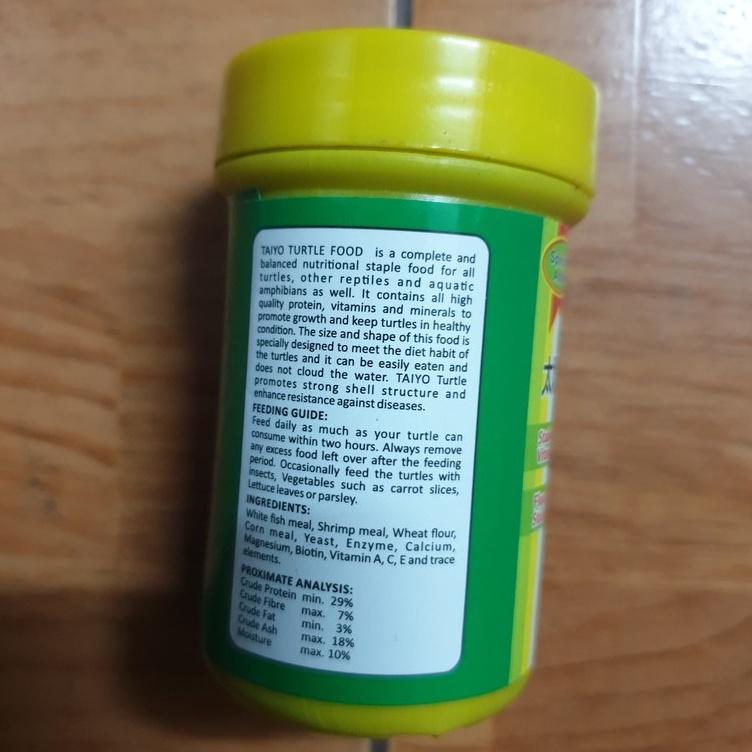 TAIYO TURTLE FOOD is a complete and
balanced nutritional staple food for all
turtles, other reptiles and aquatic
amphibians as well. It contains all high
quality protein, vitamins and minerals to
promote growth and keep turtles in healthy
condition. The size and shape of this food is
specially designed to meet the diet habit of
the turtles and it can be easily eaten and
does not cloud the water. TAIYO Turtle
promotes strong shell structure and
enhance resistance against diseases.
FEEDING GUIDE:
Feed daily as much as your turtle can
consume within two hours. Always remove
any excess food left over after the feeding
period. Occasionally feed the turtles with
insects, Vegetables such as carrot slices,
Lettuce leaves or parsley.
INGREDIENTS:
White fish meal, Shrimp meal, Wheat flour,
Corn meal, Yeast, Enzyme, Calcium,
Magnesium, Biotin, Vitamin A, C, E and trace
elements.
PROXIMATE ANALYSIS:
Crude Protein min. 29%
Crude Fibre max. 7%
Crude Fat min. 3%
Crude Ash max. 18%
Moisture max. 10%
太